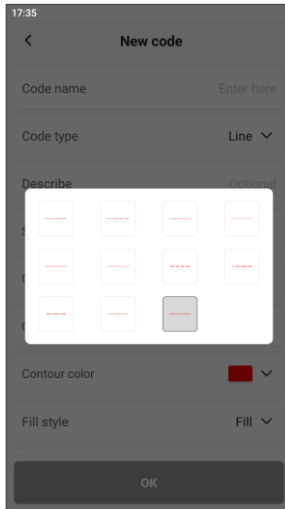 17:35
New code
Code name
Enter here
Code type
Line
Describe
Optional
Contour color
Fill style
Fill
OK